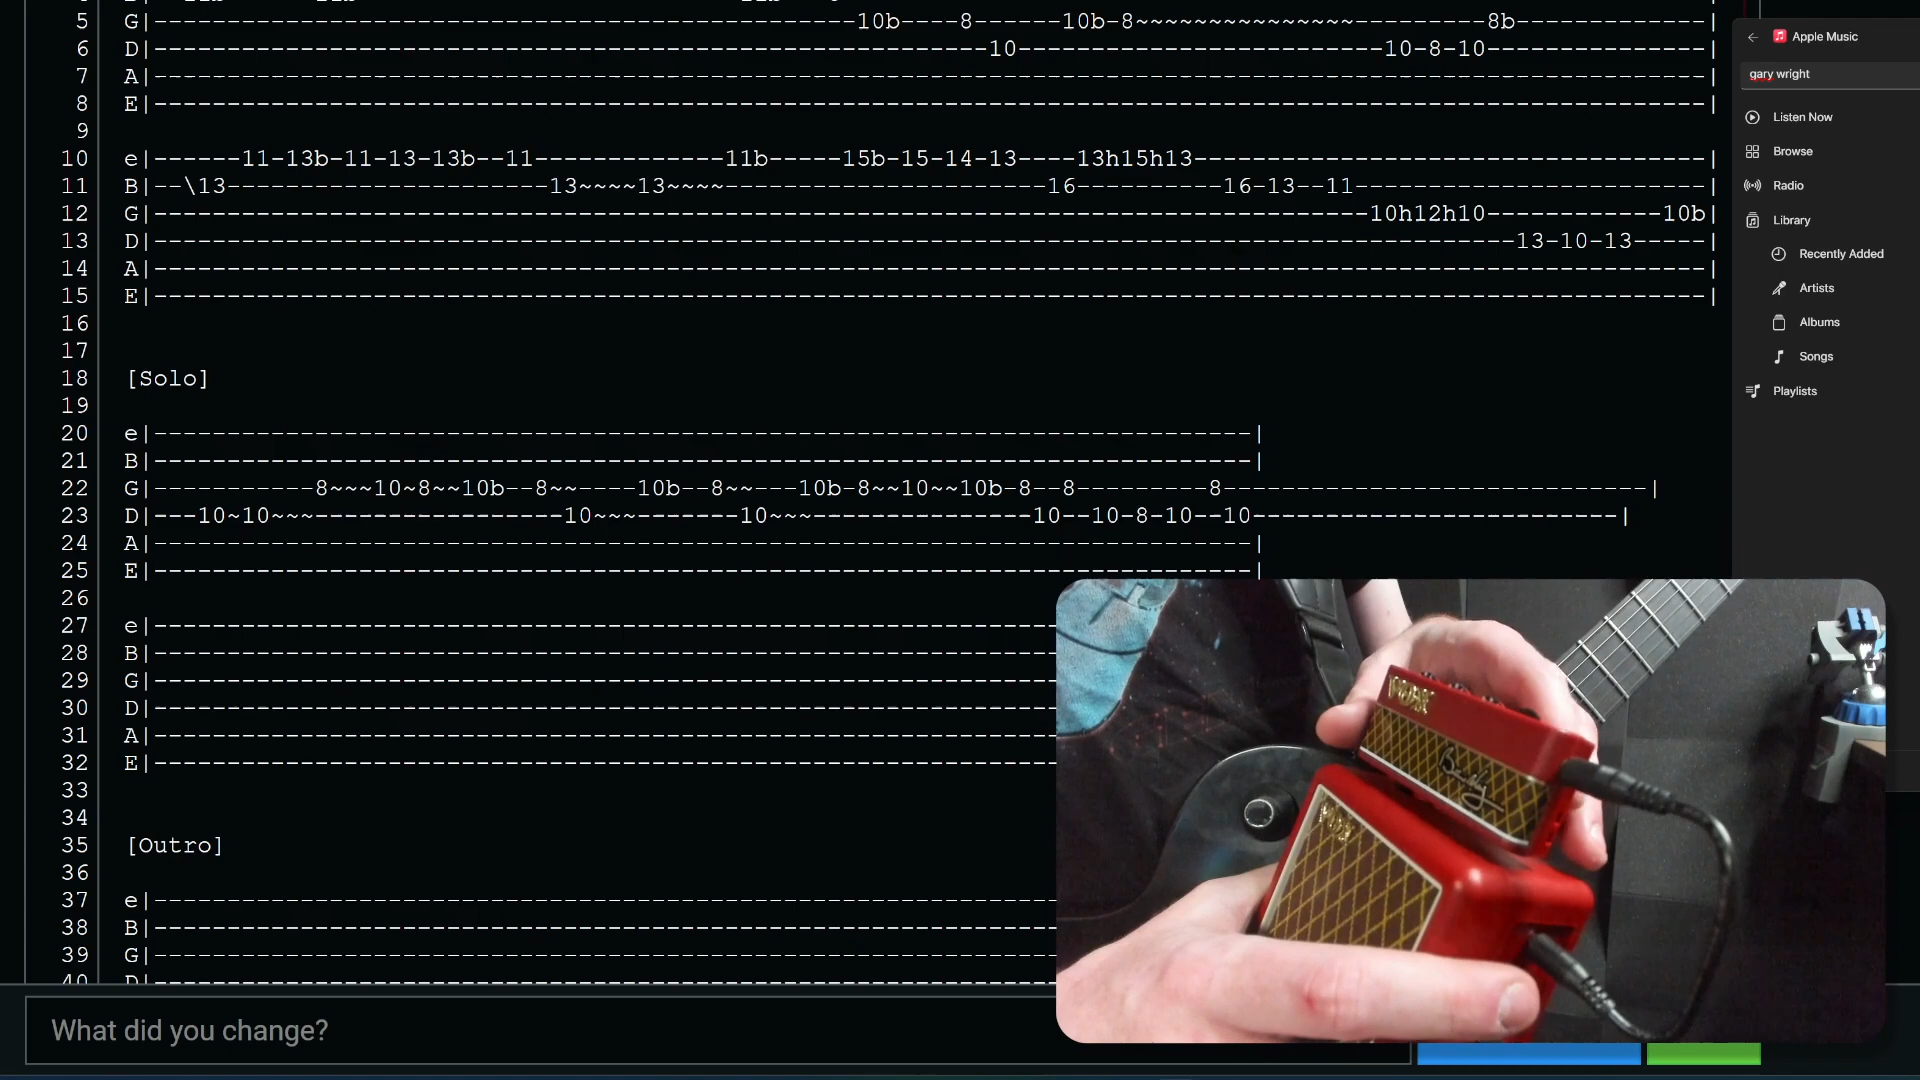 5 G|------------------------------------------------10b----8------10b-8~~~~~~~~~~~~~~~---------8b-------------|
6 D|---------------------------------------------------------10-------------------------10-8-10---------------|
7 A|----------------------------------------------------------------------------------------------------------|
8 E|----------------------------------------------------------------------------------------------------------|
9
10 e|------11-13b-11-13-13b--11-------------11b-----15b-15-14-13----13h15h13-----------------------------------|
11 B|--\13----------------------13~~~~13~~~~----------------------16----------16-13--11------------------------|
12 G|-----------------------------------------------------------------------------------10h12h10------------10b|
13 D|---------------------------------------------------------------------------------------------13-10-13-----|
14 A|----------------------------------------------------------------------------------------------------------|
15 E|----------------------------------------------------------------------------------------------------------|
16
17
18 [Solo]
19
20 e|---------------------------------------------------------------------------|
21 B|---------------------------------------------------------------------------|
22 G|-----------8~~~10~8~~10b--8~~----10b--8~~---10b-8~~10~~10b-8--8---------8-----------------------------|
23 D|---10~10~~~-----------------10~~~-------10~~~---------------10--10-8-10--10-------------------------|
24 A|---------------------------------------------------------------------------|
25 E|---------------------------------------------------------------------------|
26
27 e|--------------------------------------------------------------
28 B|--------------------------------------------------------------
29 G|--------------------------------------------------------------
30 D|--------------------------------------------------------------
31 A|--------------------------------------------------------------
32 E|--------------------------------------------------------------
33
34
35 [Outro]
36
37 e|--------------------------------------------------------------
38 B|--------------------------------------------------------------
39 G|--------------------------------------------------------------
40 D|--------------------------------------------------------------
What did you change?
Apple Music
gary wright
Listen Now
Browse
Radio
Library
Recently Added
Artists
Albums
Songs
Playlists
VOX
VOX